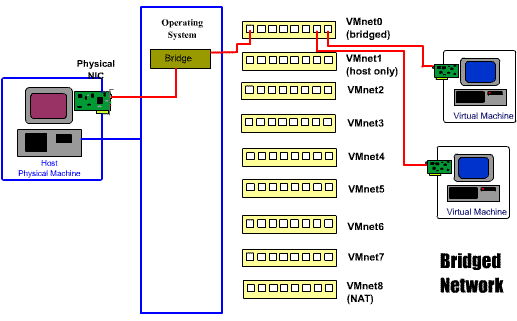 Operating
System
Bridge
Physical
NIC
Host
Physical Machine
VMnet0
(bridged)
VMnet1
(host only)
VMnet2
VMnet3
VMnet4
VMnet5
VMnet6
VMnet7
VMnet8
(NAT)
Virtual Machine
Virtual Machine
Bridged
Network